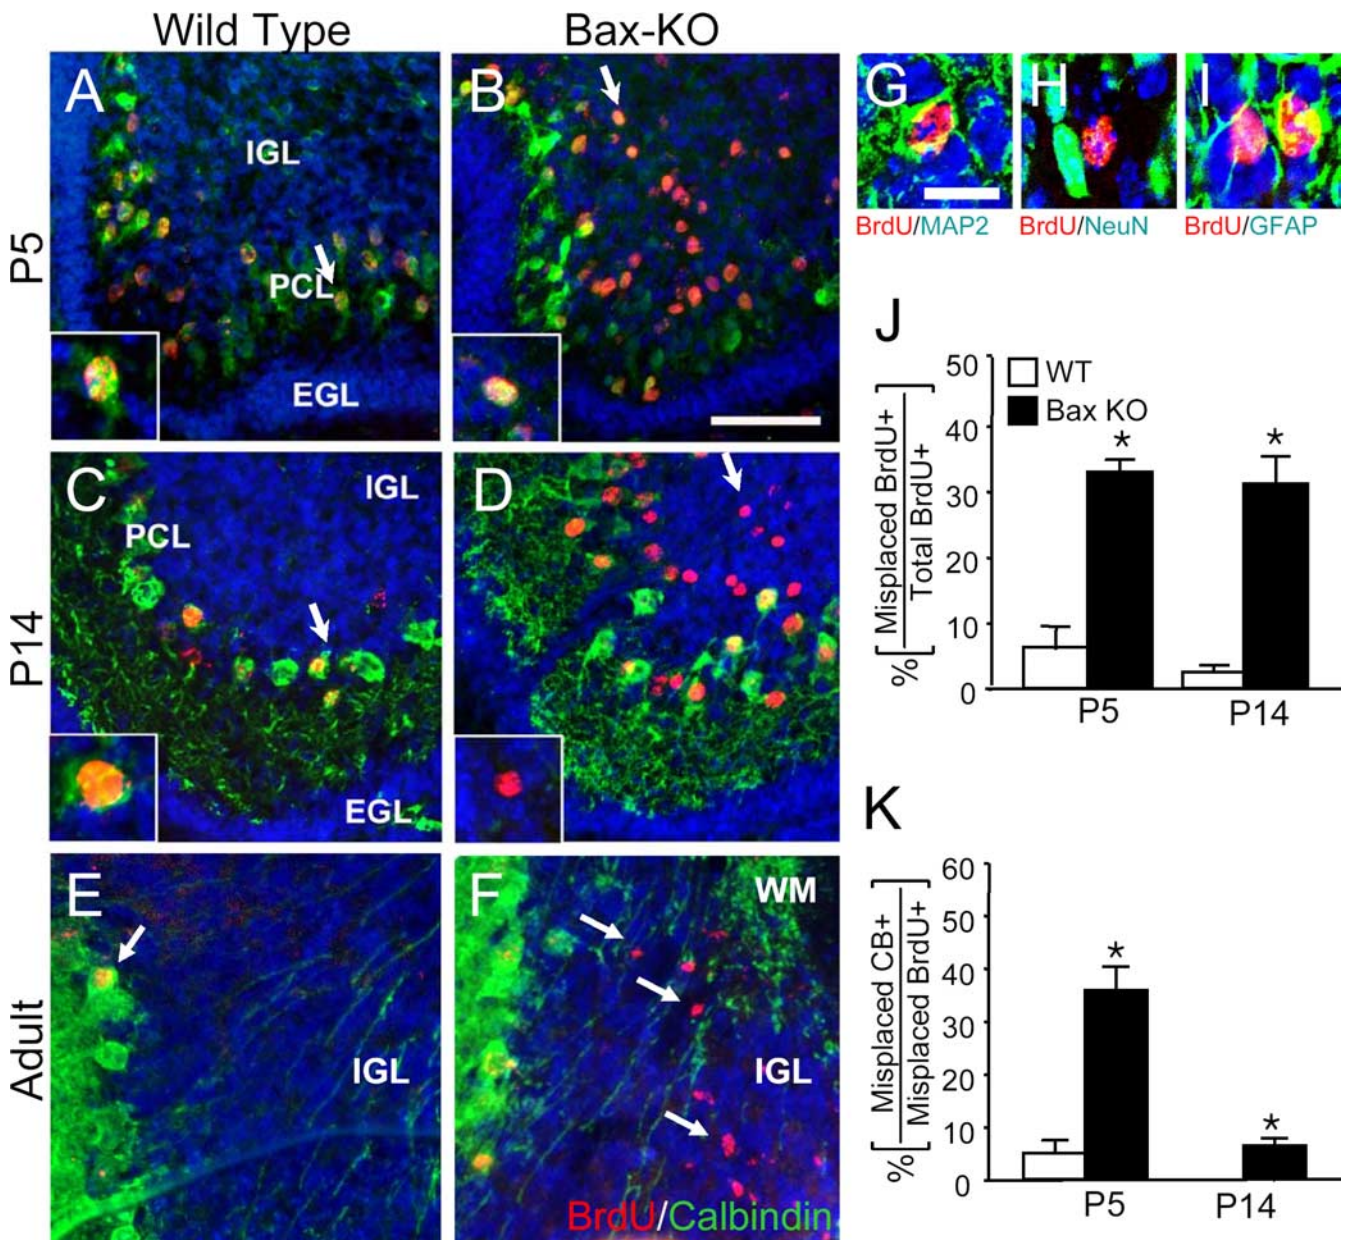 Wild Type
Bax-KO
P5
A
IGL
PCL
EGL
B
G
H
I
BrdU/MAP2
BrdU/NeuN
BrdU/GFAP
P14
C
IGL
PCL
EGL
D
J
50
40
30
20
10
0
WT
Bax KO
* *
% [Misplaced BrdU+
Total BrdU+]
P5 P14
Adult
E
IGL
F
WM
IGL
BrdU/Calbindin
K
60
50
40
30
20
10
0
*
*
% [Misplaced CB+
Misplaced BrdU+]
P5 P14